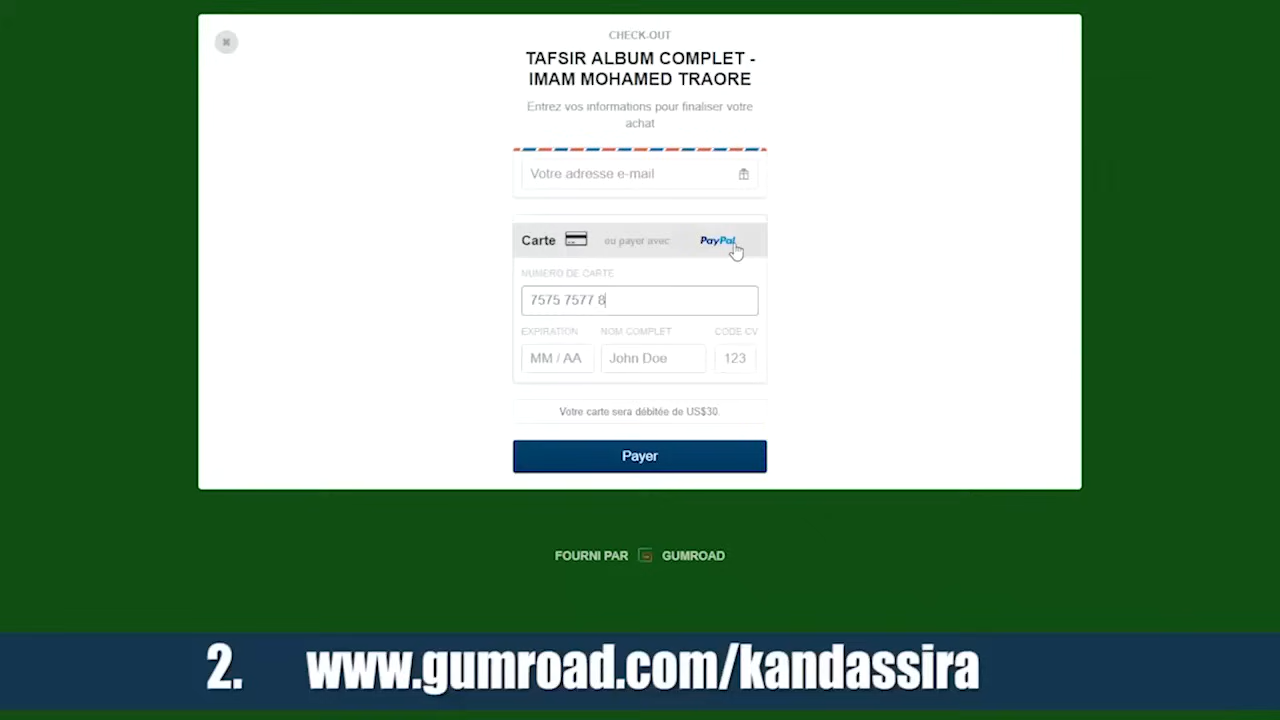 CHECK-OUT
TAFSIR ALBUM COMPLET -
IMAM MOHAMED TRAORE
Entrez vos informations pour finaliser votre
achat
Votre adresse e-mail
Carte ou payer avec PayPal
NUMERO DE CARTE
7575 7577 8
EXPIRATION NOM COMPLET CODE CV
MM / AA John Doe 123
Votre carte sera débitée de US$30.
Payer
FOURNI PAR GUMROAD
2. www.gumroad.com/kandassira